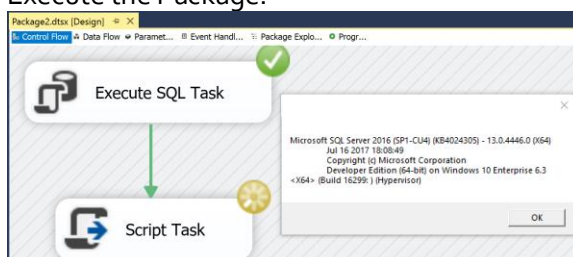 Execute the Package:
Package2.dtsx [Design]
Control Flow Data Flow Paramet... Event Handl... Package Explo... Progr...
Execute SQL Task
Microsoft SQL Server 2016 (SP1-CU4) (KB4024305) - 13.0.4446.0 (X64)
Jul 16 2017 18:08:49
Copyright (c) Microsoft Corporation
Developer Edition (64-bit) on Windows 10 Enterprise 6.3
<X64> (Build 16299: ) (Hypervisor)
OK
Script Task